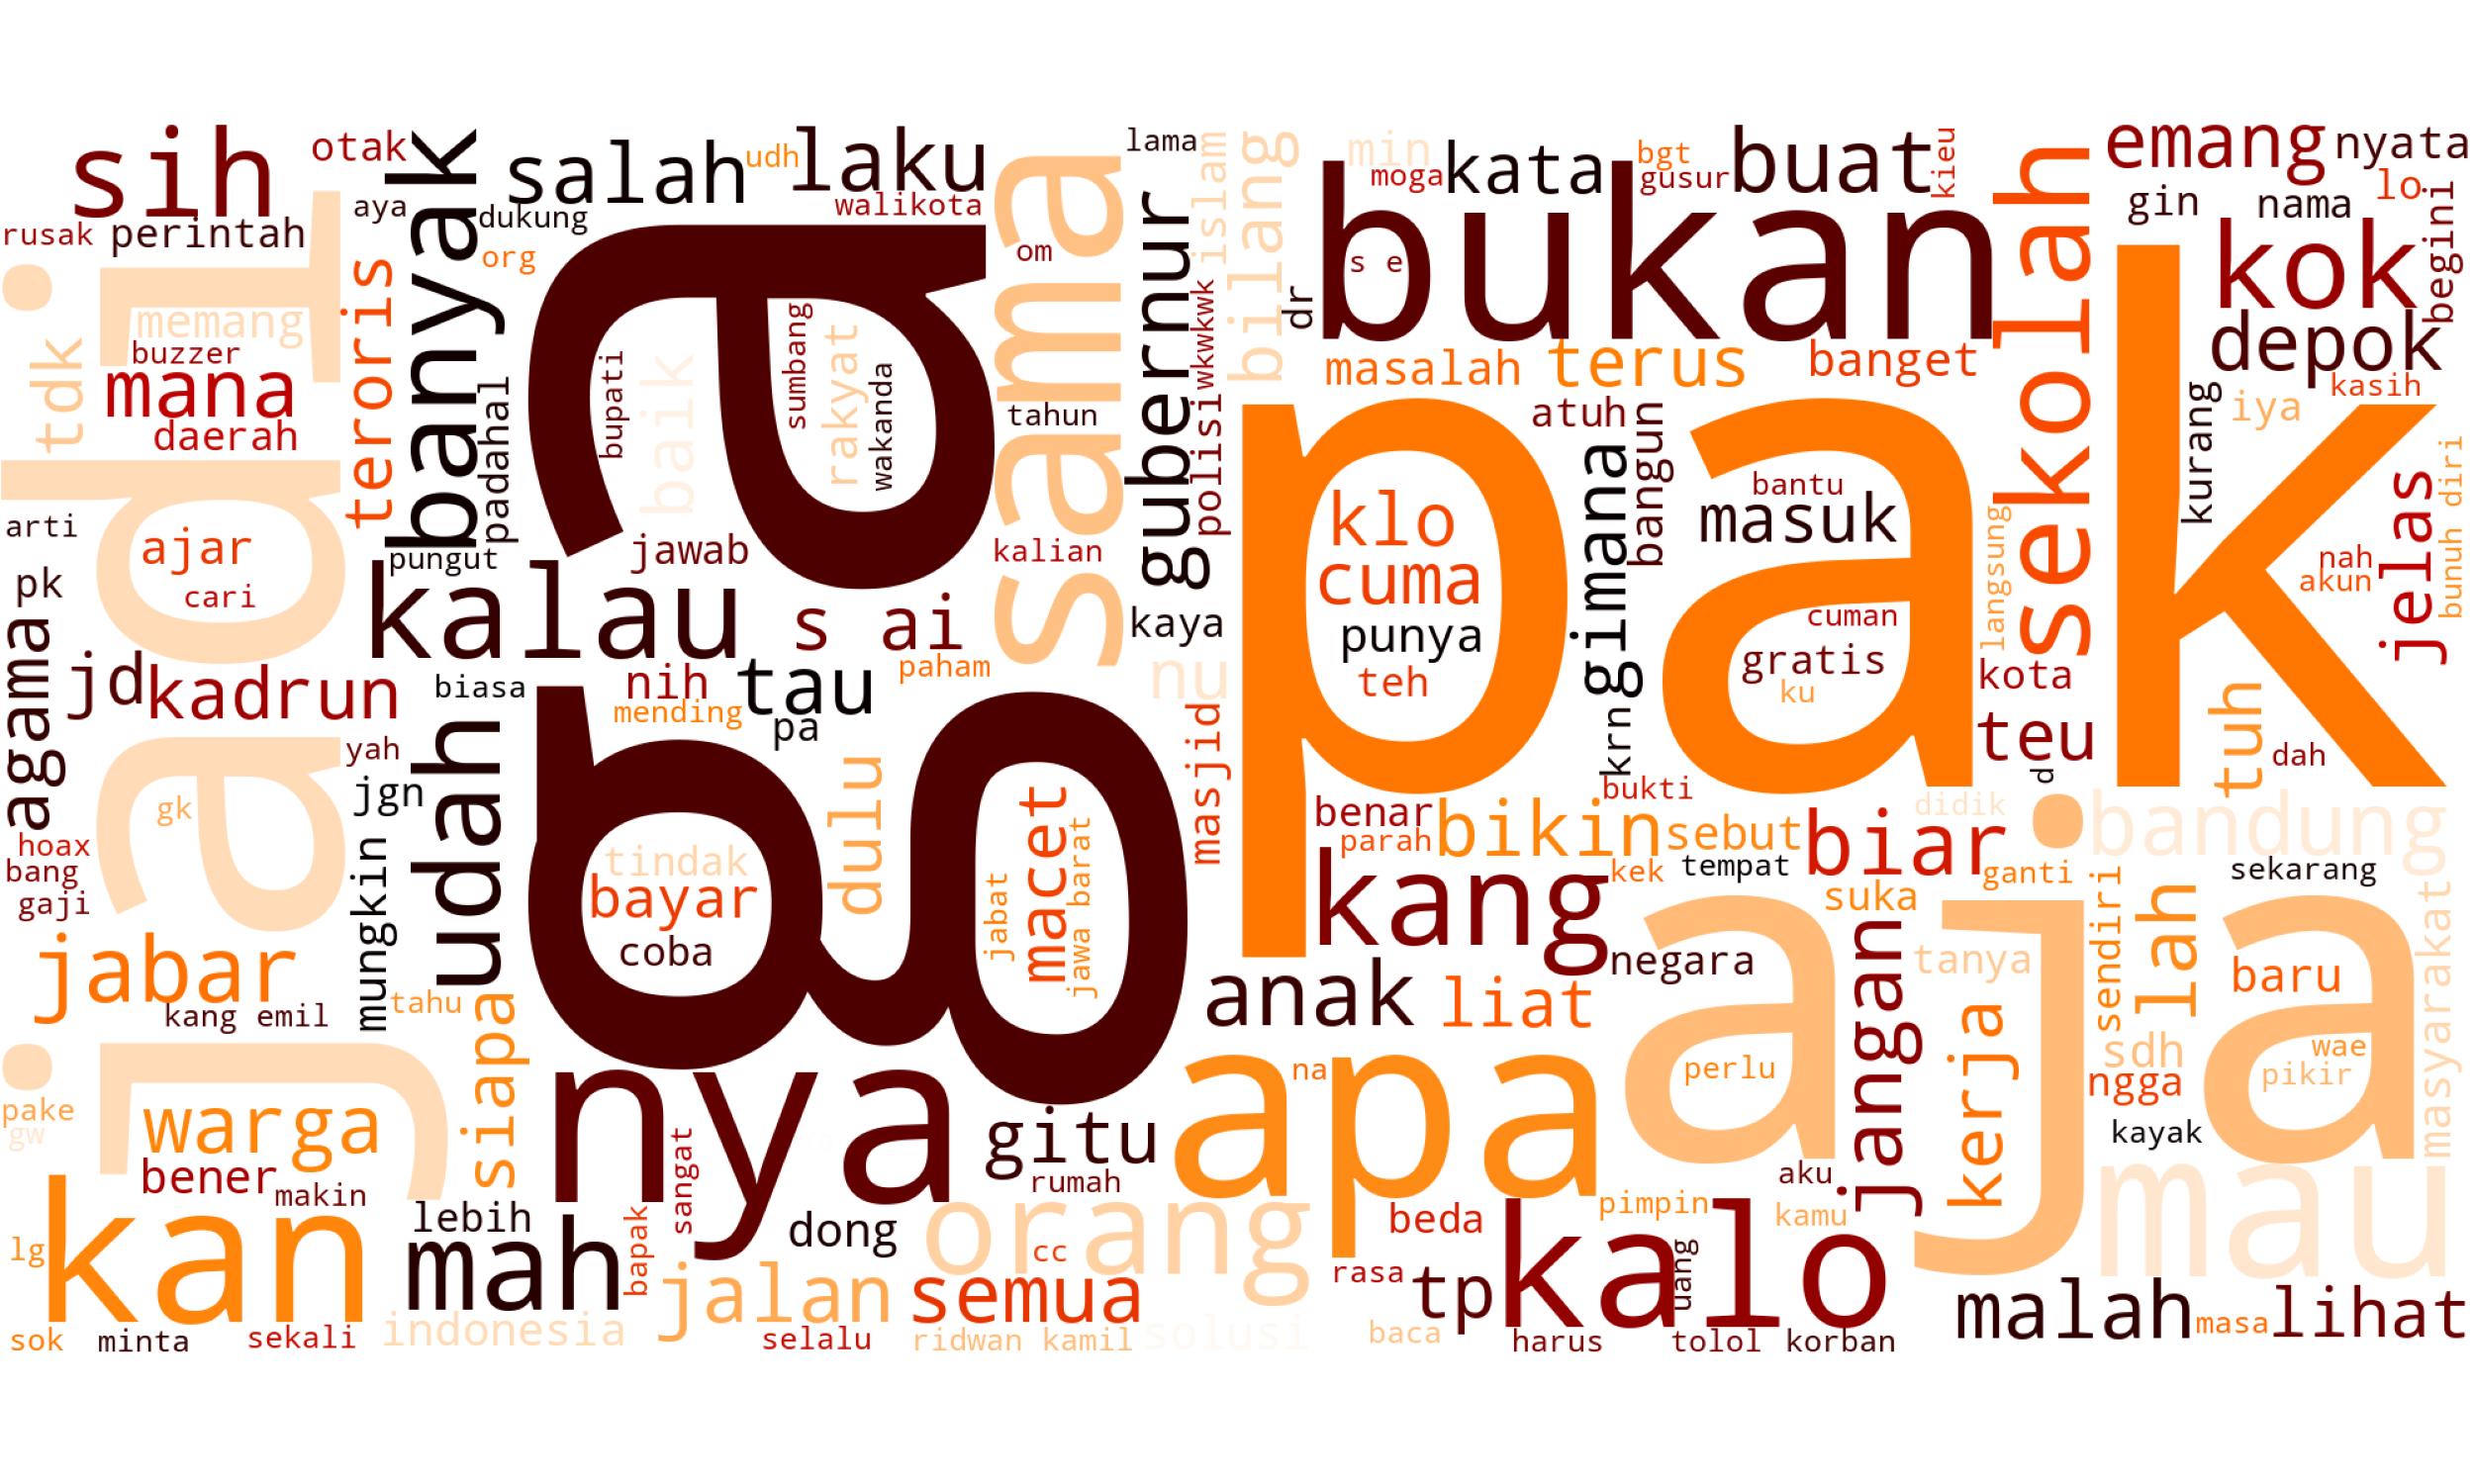 sih
otak
banyak
salah
udh
laku
lama
islam
bilang
min
moga
kata
bgt
gusur
buat
kieu
sekolah
emang
nyata
rusak
perintah
aya
dukung
org
walikota
sama
om
gubernur
dr
bukan
s e
gin
nama
lo
begini
kok
depok
kasih
jadi
tdk
memang
buzzer
mana
daerah
teroris
padahal
ga
bupati
baik
sumbang
rakyat
wakanda
tahun
polisi
wkwkwk
masalah
terus
banget
pak
atuh
bangun
gimana
bantu
masuk
kurang
iya
jelas
bunuh diri
langsung
nah
akun
arti
ajar
cari
pk
agama
pungut
jawab
kalian
kalau
s ai
kaya
klo
cuma
punya
teh
cuman
gratis
ku
kota
teu
tuh
dah
d
jd
kadrun
biasa
nih
mending
tau
pa
paham
nu
masjid
krn
bukti
yah
jgn
udah
dulu
gk
hoax
bang
gaji
mungkin
tindak
bayar
coba
jabat
macet
jawa barat
benar
parah
bikin
sebut
biar
didik
bandung
kang
kek
tempat
suka
ganti
sekarang
jabar
kang emil
tahu
siapa
anak
liat
negara
aja
jangan
tanya
kerja
sendiri
lah
baru
masyarakat
sdh
wae
pikir
ngga
kayak
pake
gw
warga
bener
makin
nya
sangat
gitu
rumah
apa
na
perlu
aku
kamu
pimpin
mau
kan
lg
lebih
mah
bapak
dong
orang
cc
beda
rasa
tp
kalo
uang
jalan
semua
malah
masa
lihat
sok
minta
sekali
indonesia
selalu
ridwan kamil
solusi
baca
harus
tolol
korban